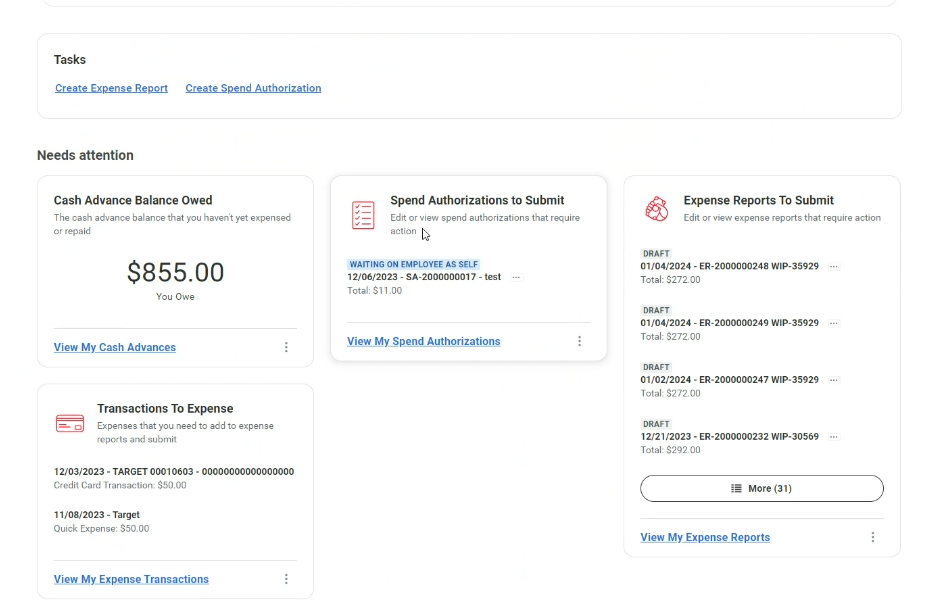 Tasks
Create Expense Report
Create Spend Authorization
Needs attention
Cash Advance Balance Owed
The cash advance balance that you haven't yet expensed
or repaid
$855.00
You Owe
View My Cash Advances
Transactions To Expense
Expenses that you need to add to expense
reports and submit
12/03/2023 - TARGET 00010603 - 00000000000000000
Credit Card Transaction: $50.00
11/08/2023 - Target
Quick Expense: $50.00
View My Expense Transactions
Spend Authorizations to Submit
Edit or view spend authorizations that require
action
WAITING ON EMPLOYEE AS SELF
12/06/2023 - SA-2000000017 - test
Total: $11.00
View My Spend Authorizations
Expense Reports To Submit
Edit or view expense reports that require action
DRAFT
01/04/2024 - ER-2000000248 WIP-35929
Total: $272.00
DRAFT
01/04/2024 - ER-2000000249 WIP-35929
Total: $272.00
DRAFT
01/02/2024 - ER-2000000247 WIP-35929
Total: $272.00
DRAFT
12/21/2023 - ER-2000000232 WIP-30569
Total: $292.00
More (31)
View My Expense Reports